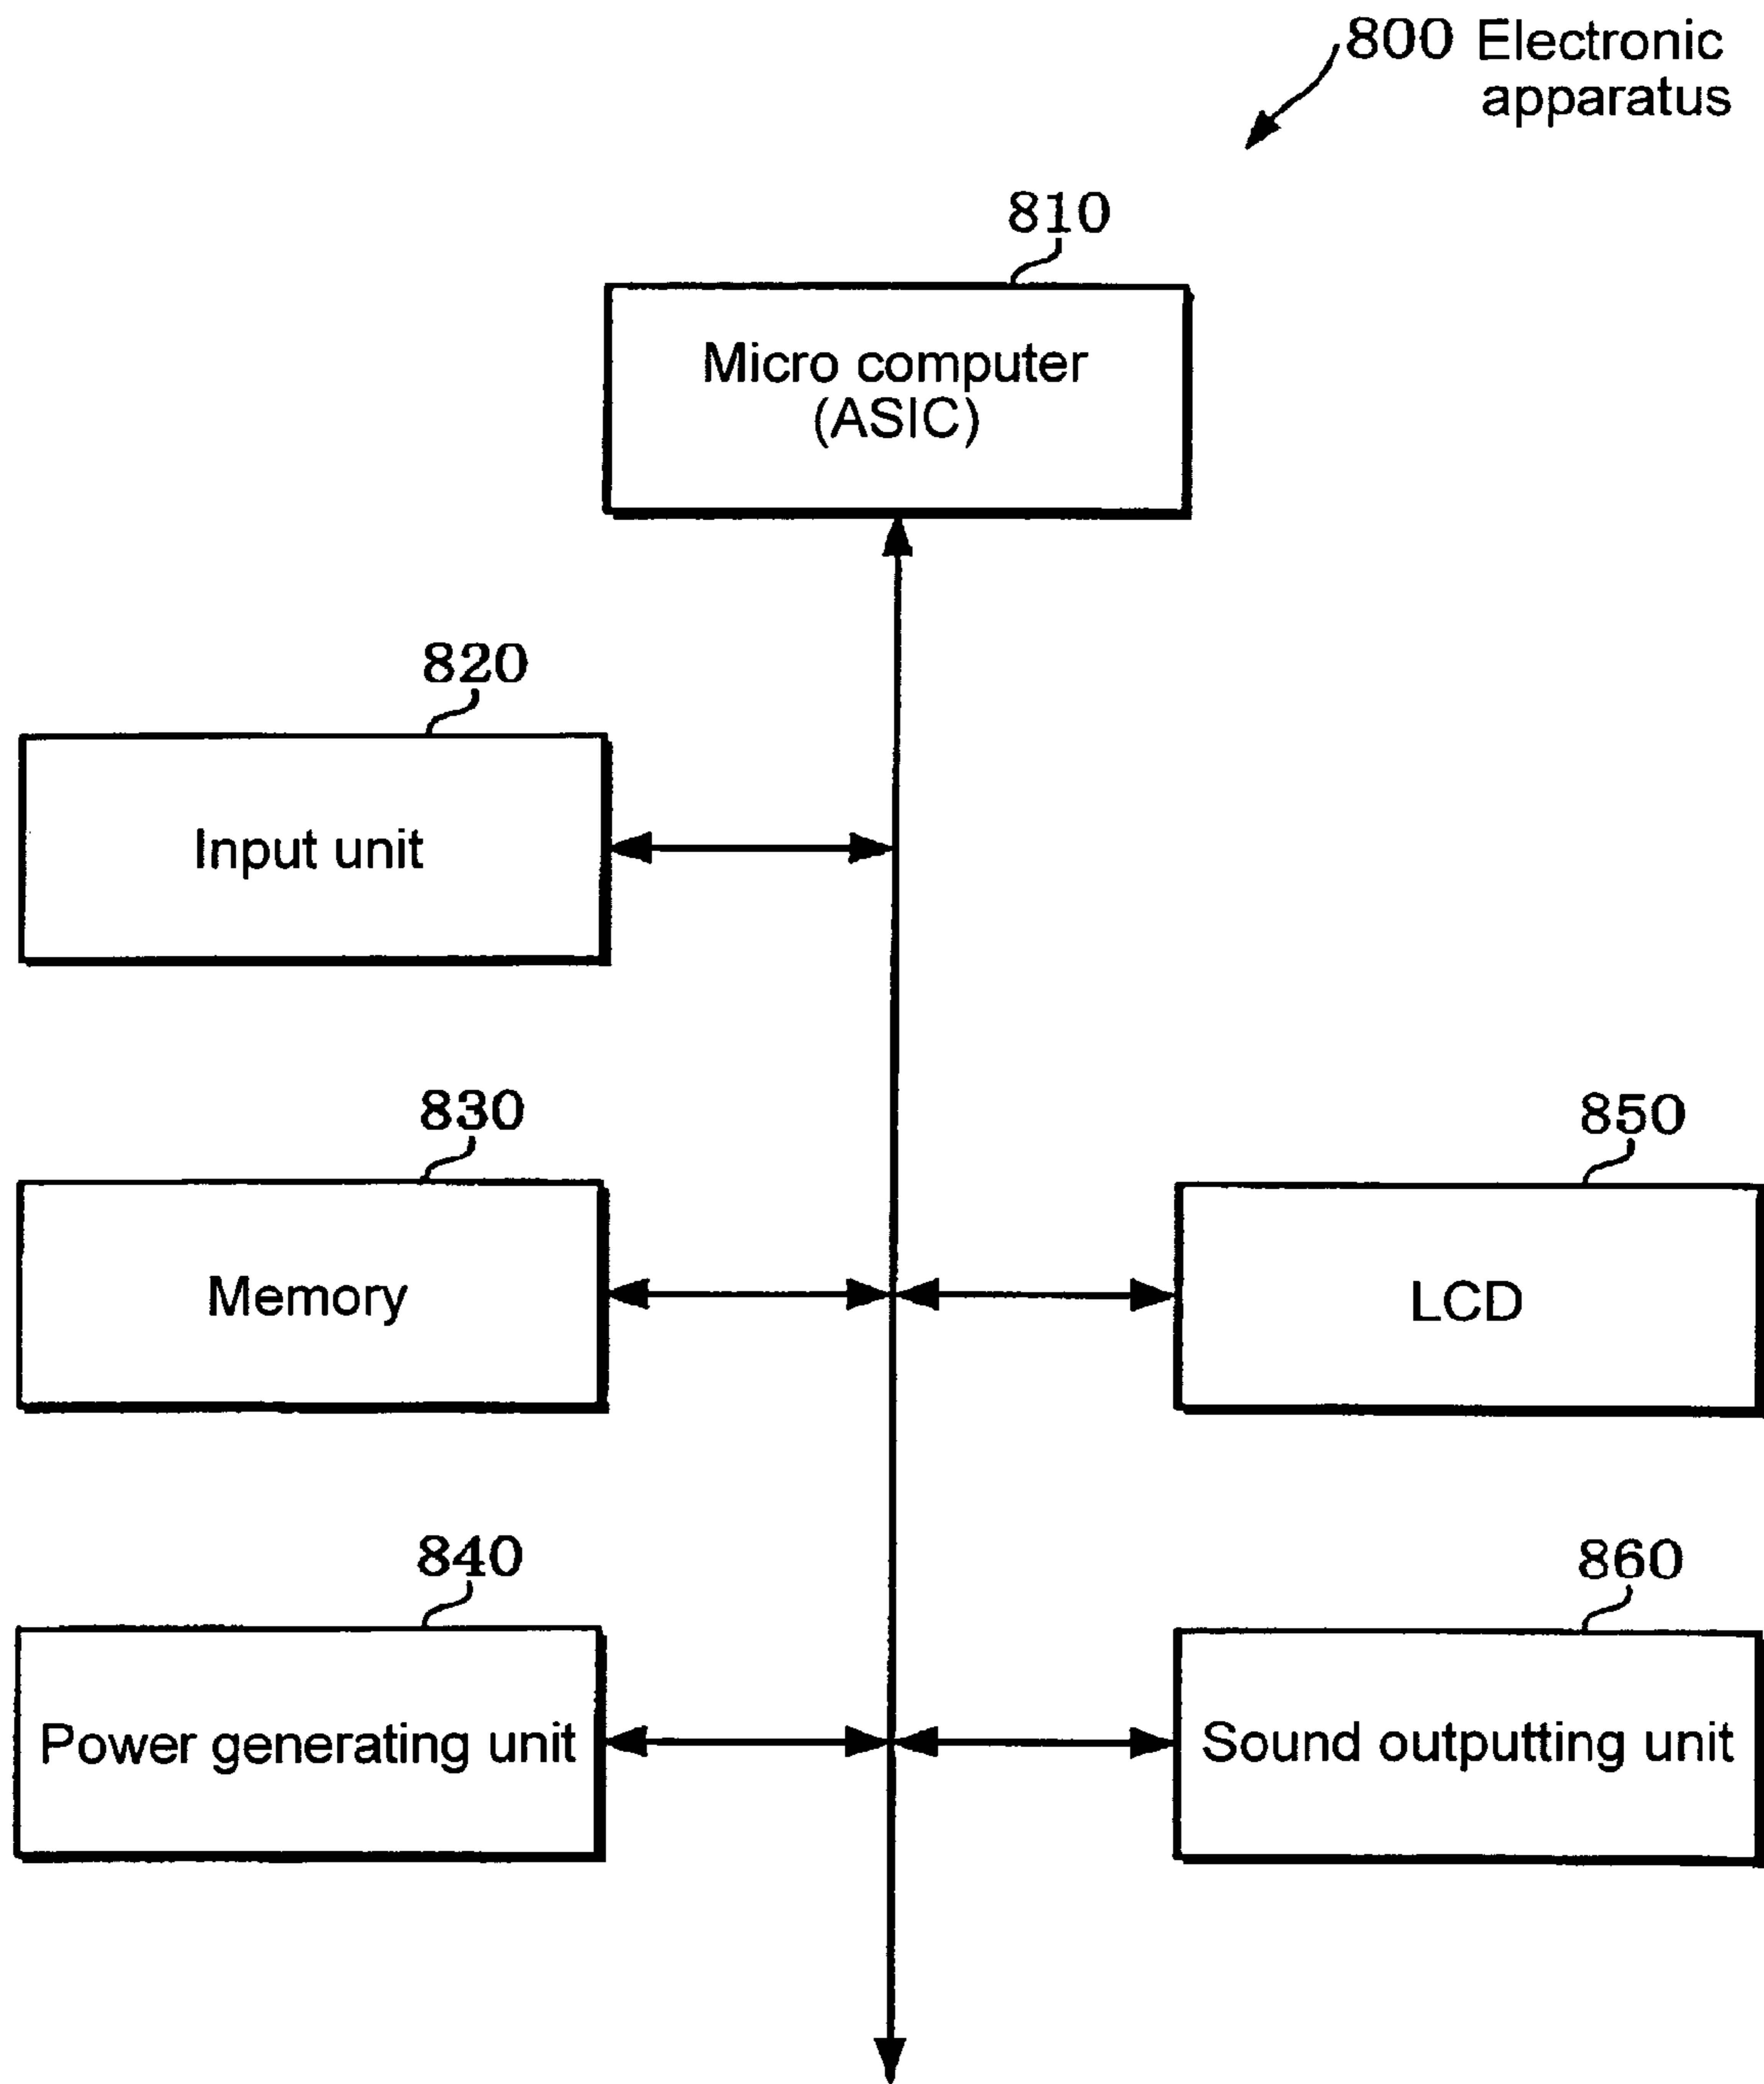 800 Electronic
apparatus
810
Micro computer
(ASIC)
820
Input unit
830
Memory
850
LCD
840
Power generating unit
860
Sound outputting unit